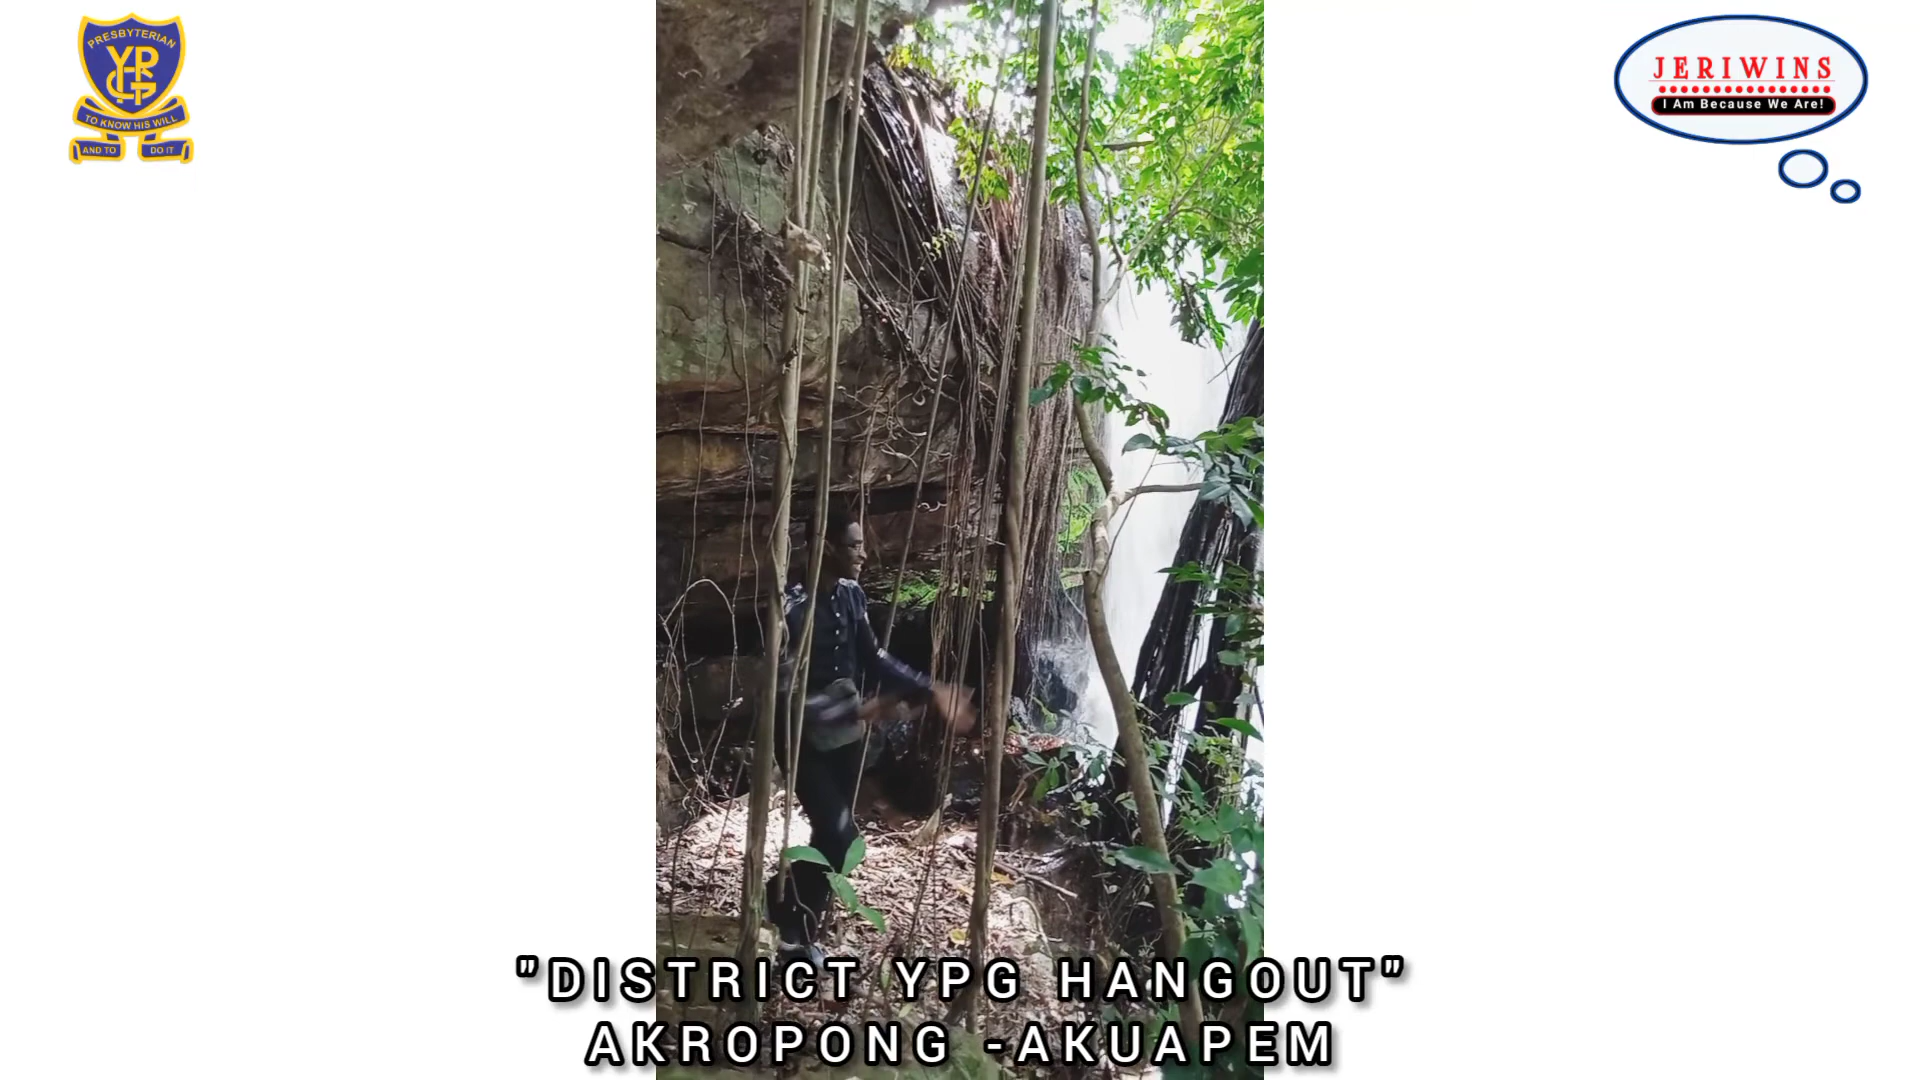 PRESBYTERIAN
YPG
TO KNOW HIS WILL
AND TO DO IT
JERIWINS
I Am Because We Are!
"DISTRICT YPG HANGOUT"
AKROPONG -AKUAPEM